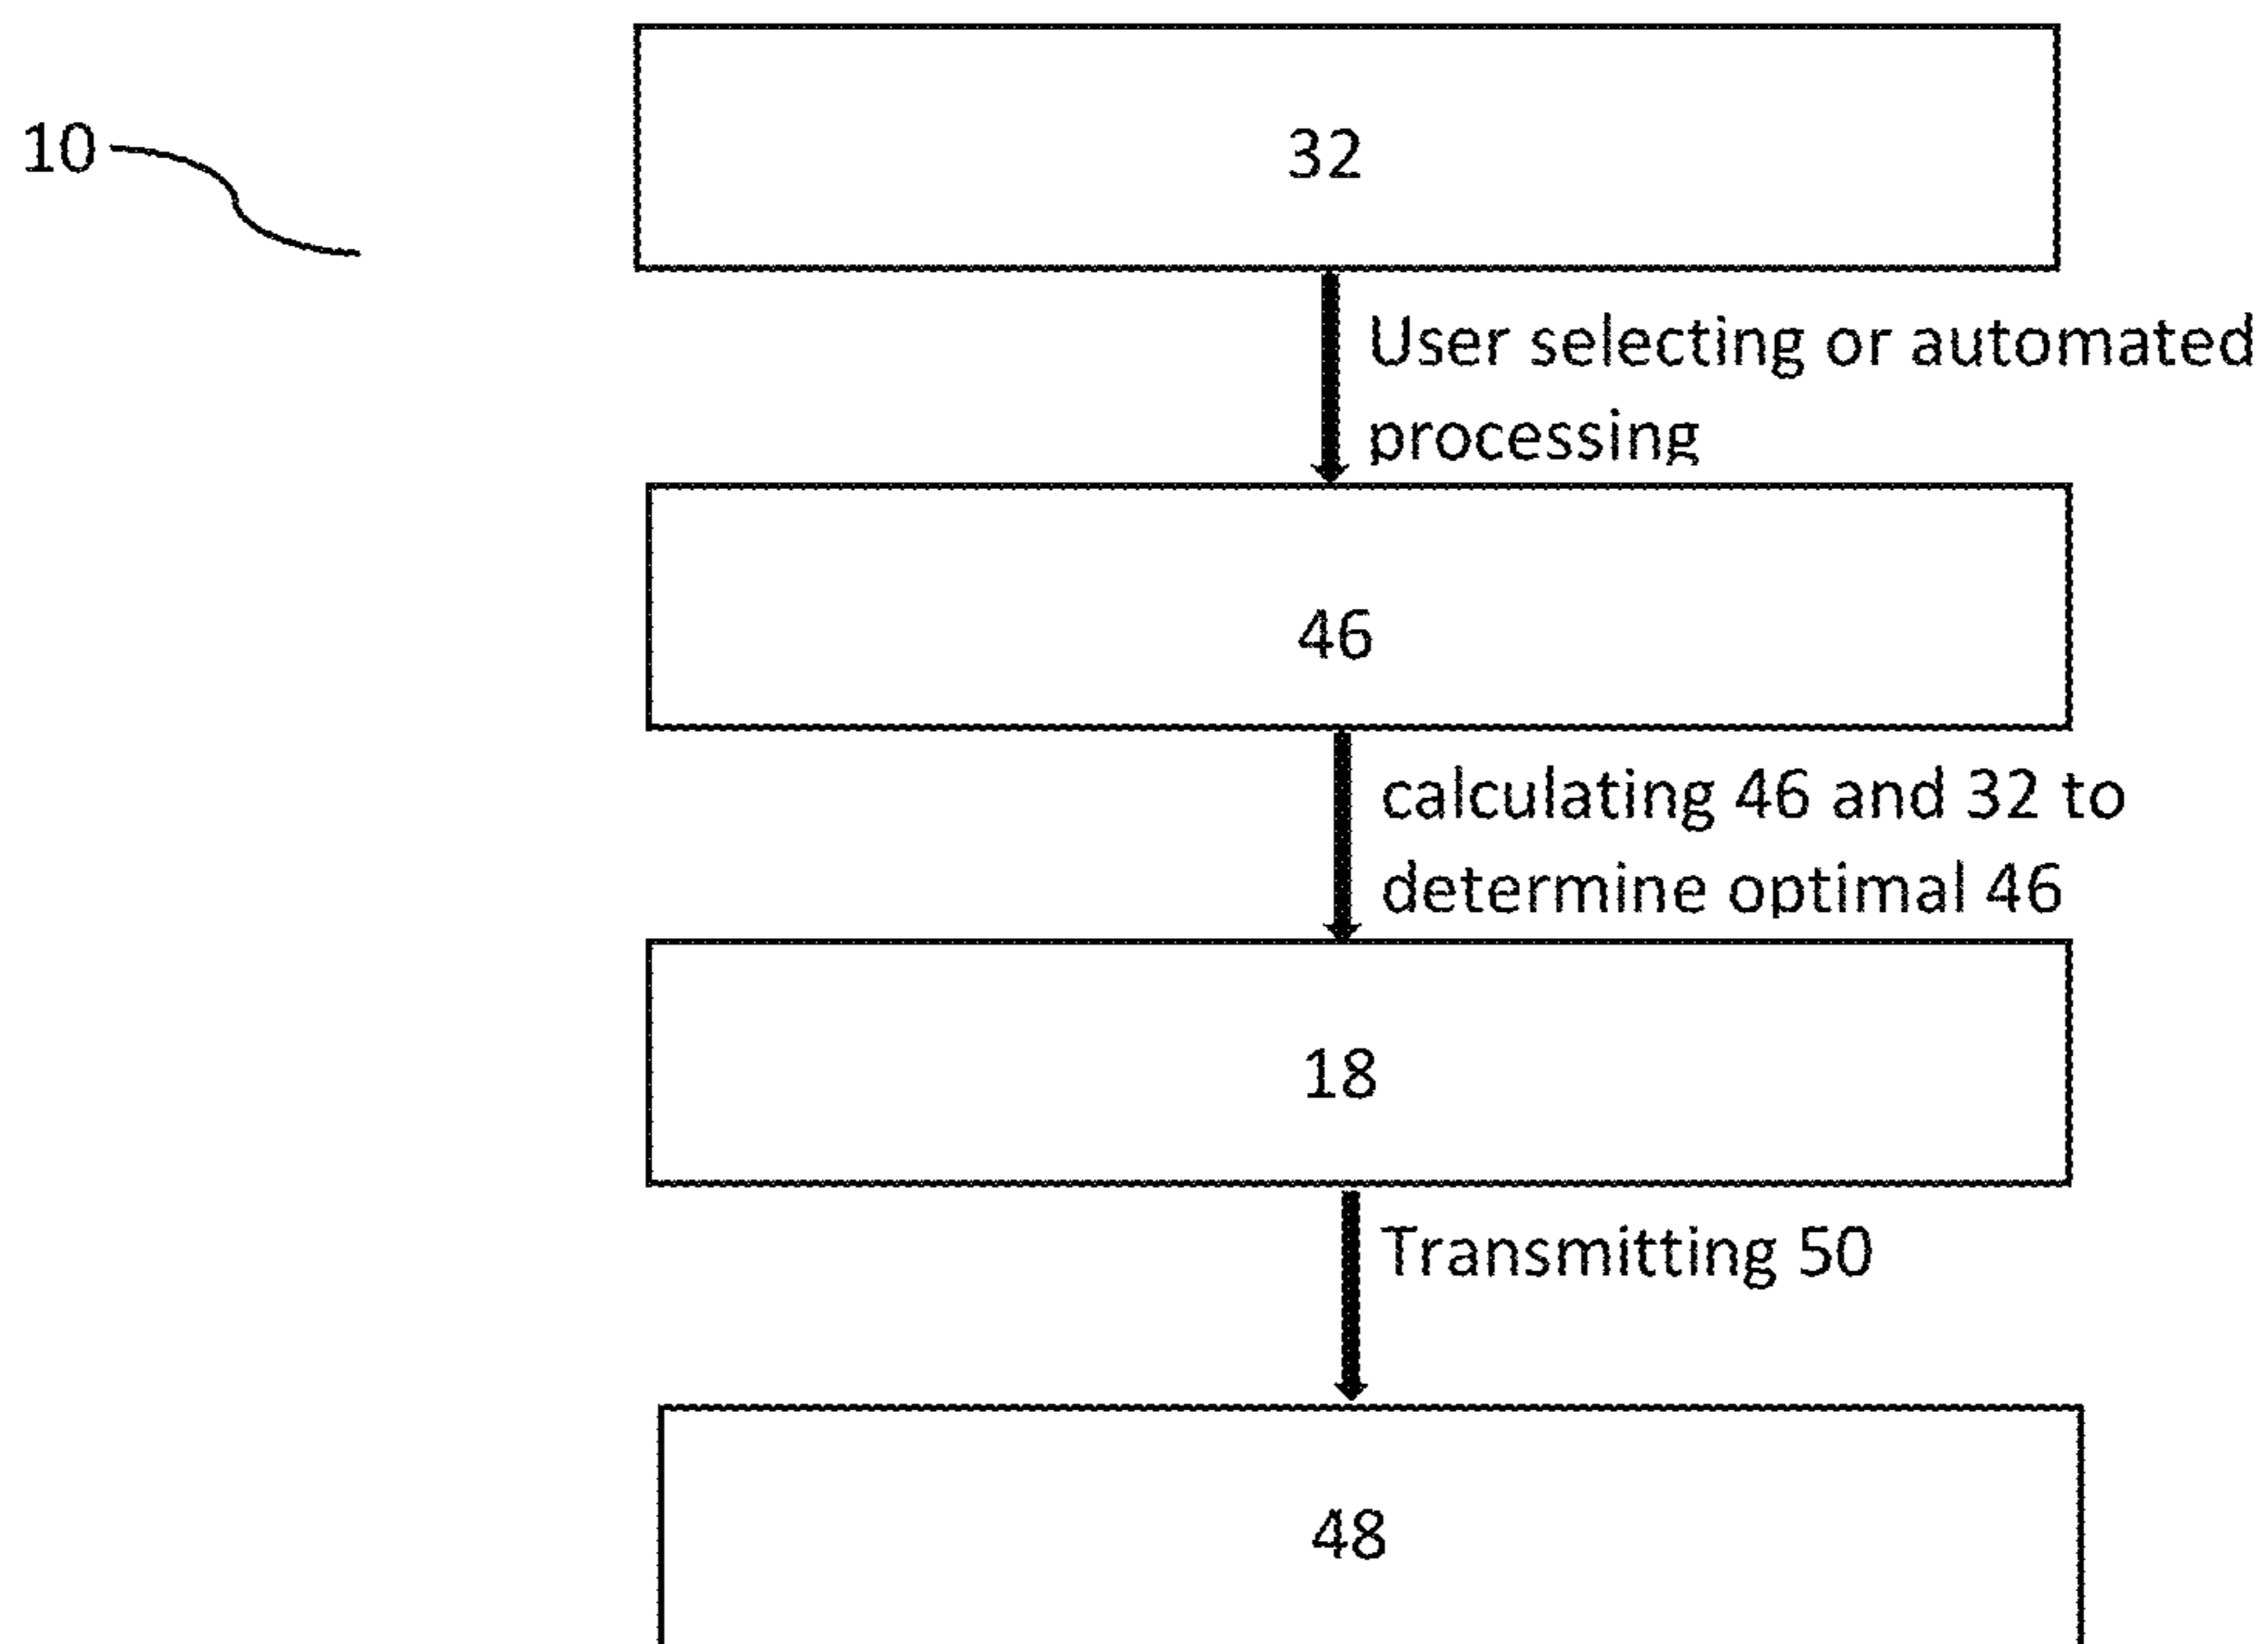 10
32
User selecting or automated
processing
46
calculating 46 and 32 to
determine optimal 46
18
Transmitting 50
48